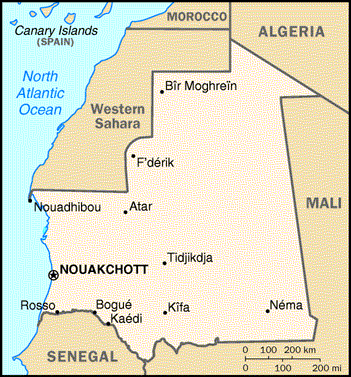 MOROCCO
Canary Islands
(SPAIN)
ALGERIA
North
Atlantic
Ocean
Bîr Mogreïn
Western
Sahara
F'dérik
Nouadhibou
Atar
MALI
Tidjikdja
NOUAKCHOTT
Rosso
Bogué
Kaédi
Kîfa
Néma
SENEGAL
0 100 200 km
0 100 200 mi